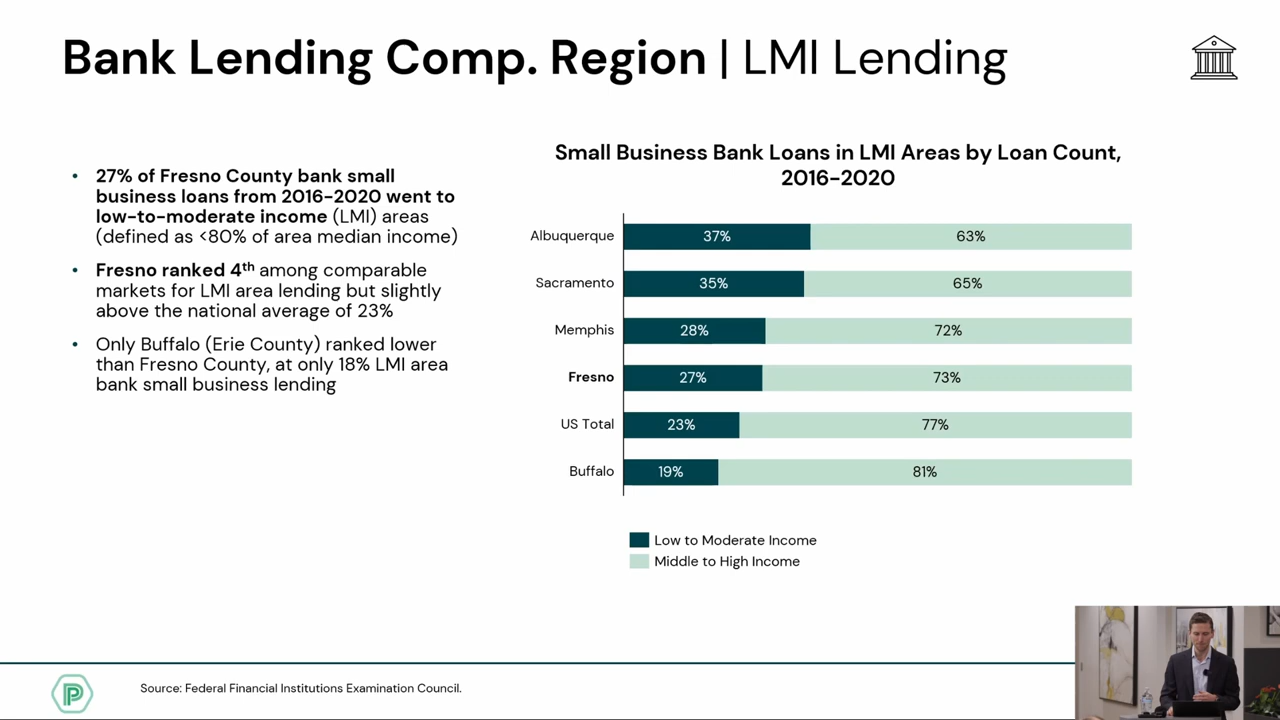 Bank Lending Comp. Region | LMI Lending
• 27% of Fresno County bank small
business loans from 2016-2020 went to
low-to-moderate income (LMI) areas
(defined as <80% of area median income)
• Fresno ranked 4th among comparable
markets for LMI area lending but slightly
above the national average of 23%
• Only Buffalo (Erie County) ranked lower
than Fresno County, at only 18% LMI area
bank small business lending
Small Business Bank Loans in LMI Areas by Loan Count,
2016-2020
Albuquerque 37% 63%
Sacramento 35% 65%
Memphis 28% 72%
Fresno 27% 73%
US Total 23% 77%
Buffalo 19% 81%
Low to Moderate Income
Middle to High Income
P
Source: Federal Financial Institutions Examination Council.